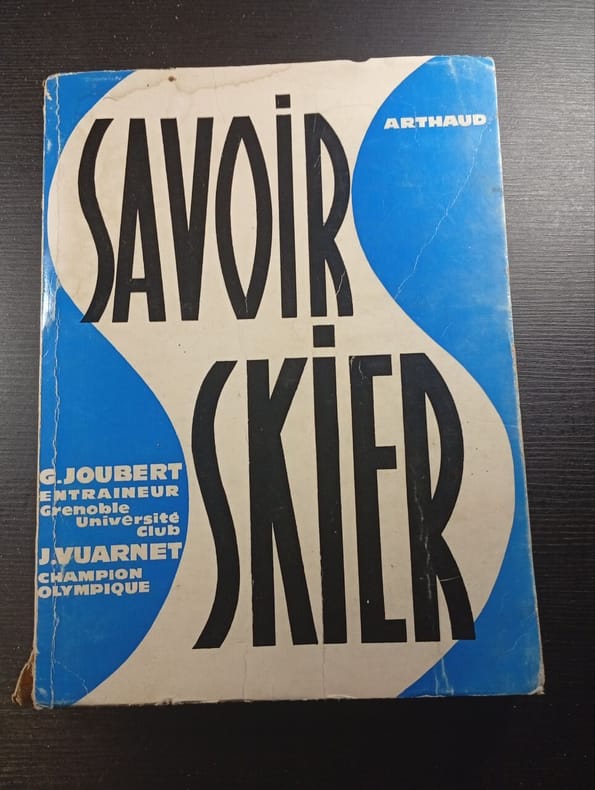 SAVOIR
ARTHAUD
SKIER
G.JOUBERT
ENTRAINEUR
Grenoble
Université
Club
J.VUARNET
CHAMPION
OLYMPIQUE